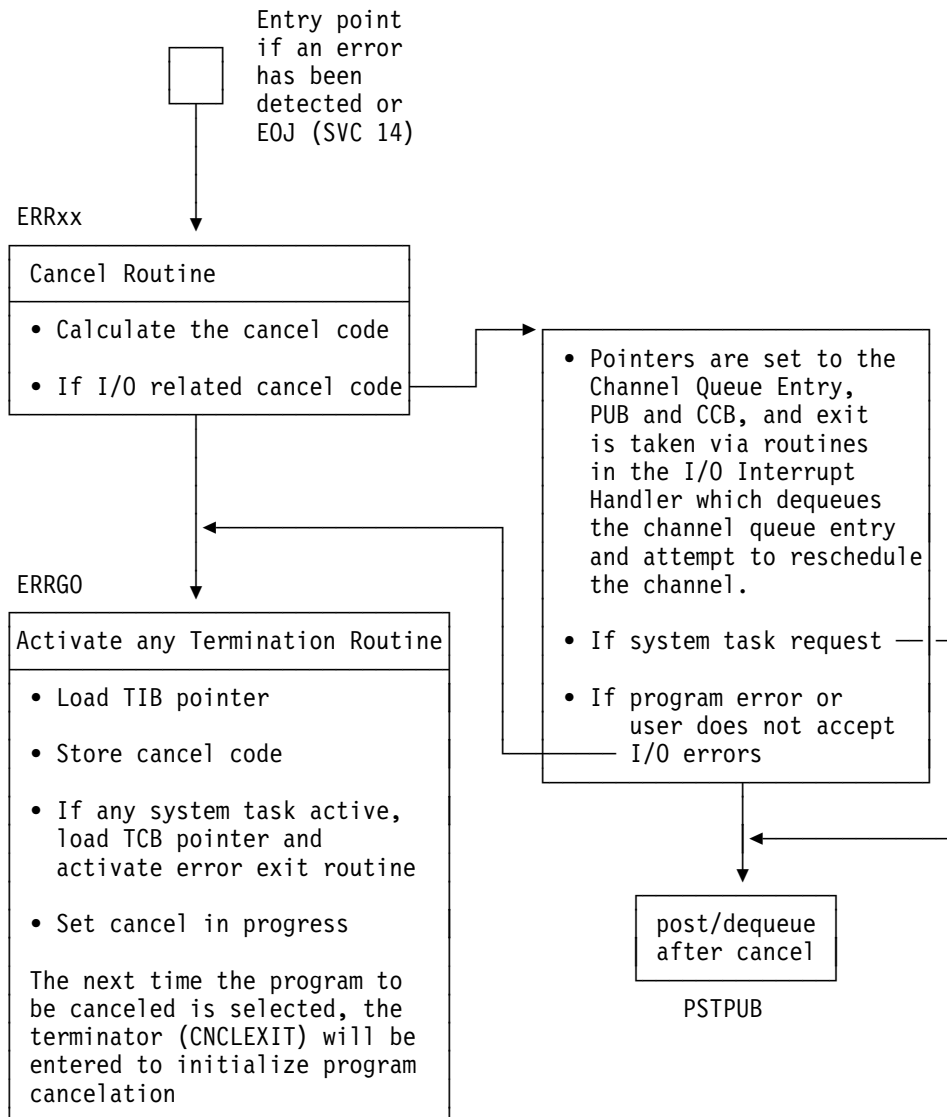 Entry point
if an error
has been
detected or
EOJ (SVC 14)
ERRxx
Cancel Routine
• Calculate the cancel code
• If I/O related cancel code
• Pointers are set to the
Channel Queue Entry,
PUB and CCB, and exit
is taken via routines
in the I/O Interrupt
Handler which dequeues
the channel queue entry
and attempt to reschedule
the channel.
• If system task request
• If program error or
user does not accept
I/O errors
ERRGO
Activate any Termination Routine
• Load TIB pointer
• Store cancel code
• If any system task active,
load TCB pointer and
activate error exit routine
• Set cancel in progress
The next time the program to
be canceled is selected, the
terminator (CNCLEXIT) will be
entered to initialize program
cancelation
post/dequeue
after cancel
PSTPUB